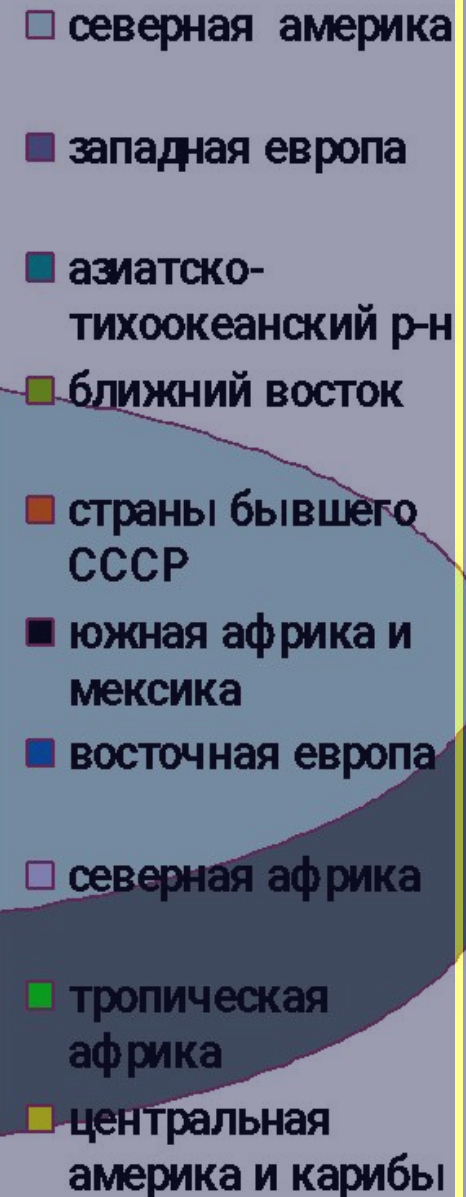 северная америка
западная европа
азиатско-
тихоокеанский р-н
ближний восток
страны бывшего
СССР
южная африка и
мексика
восточная европа
северная африка
тропическая
африка
центральная
америка и карибы